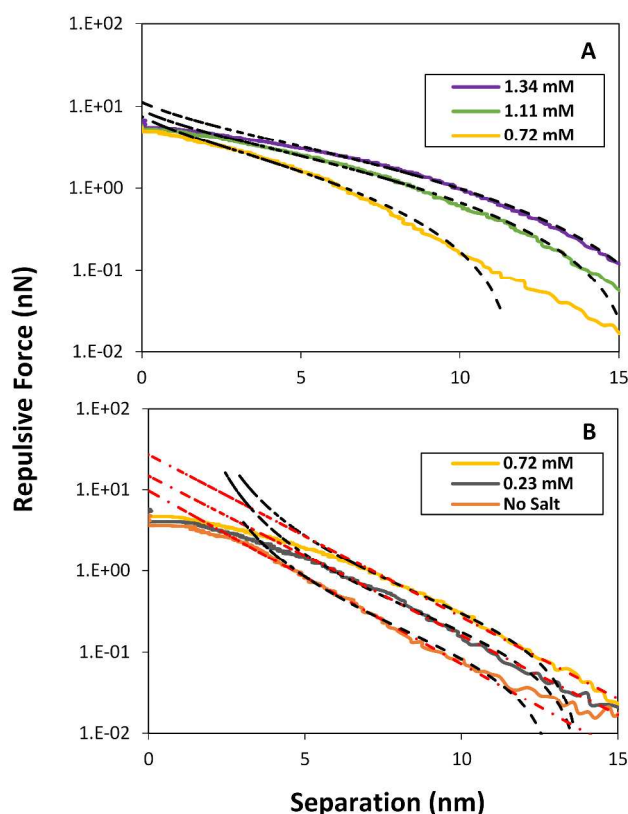 Repulsive Force (nN)
1.E+02
1.E+01
1.E+00
1.E-01
1.E-02
A
1.34 mM
1.11 mM
0.72 mM
0
5
10
15
1.E+02
1.E+01
1.E+00
1.E-01
1.E-02
B
0.72 mM
0.23 mM
No Salt
0
5
10
15
Separation (nm)